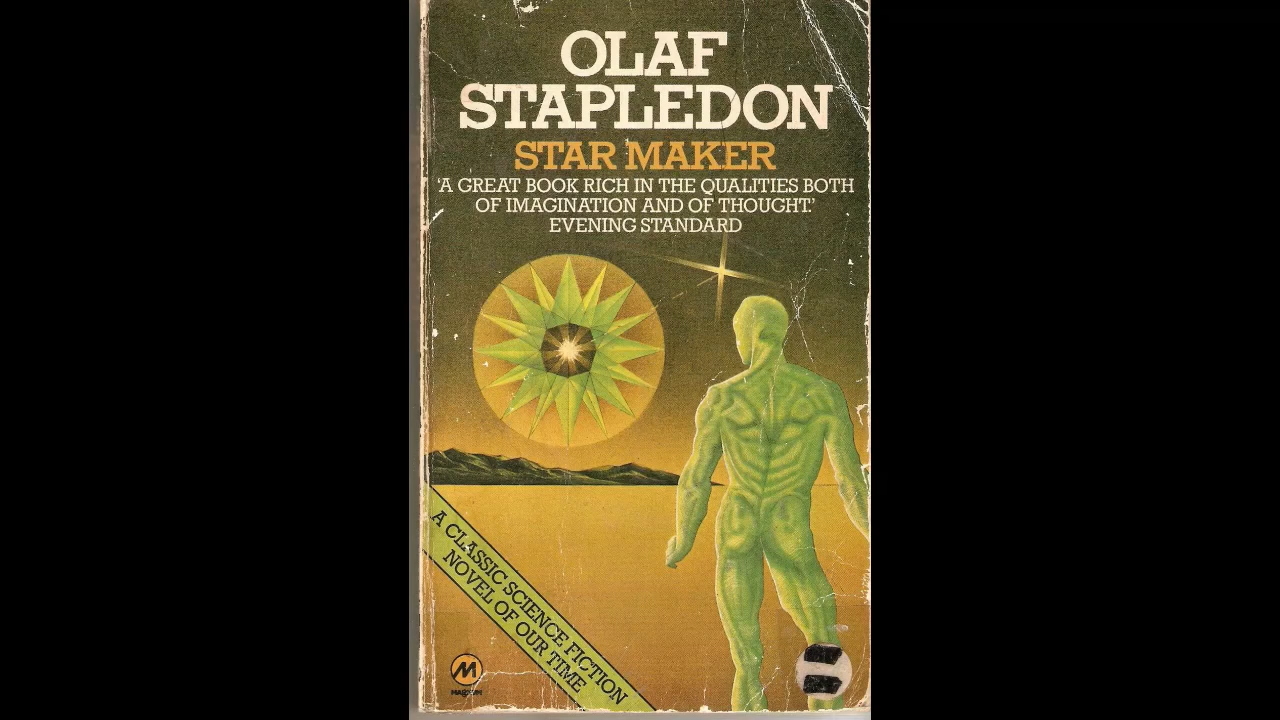 OLAF
STAPLEDON
STAR MAKER
‘A GREAT BOOK RICH IN THE QUALITIES BOTH
OF IMAGINATION AND OF THOUGHT.’
EVENING STANDARD
A CLASSIC SCIENCE FICTION
NOVEL OF OUR TIME
M
MAGNUM